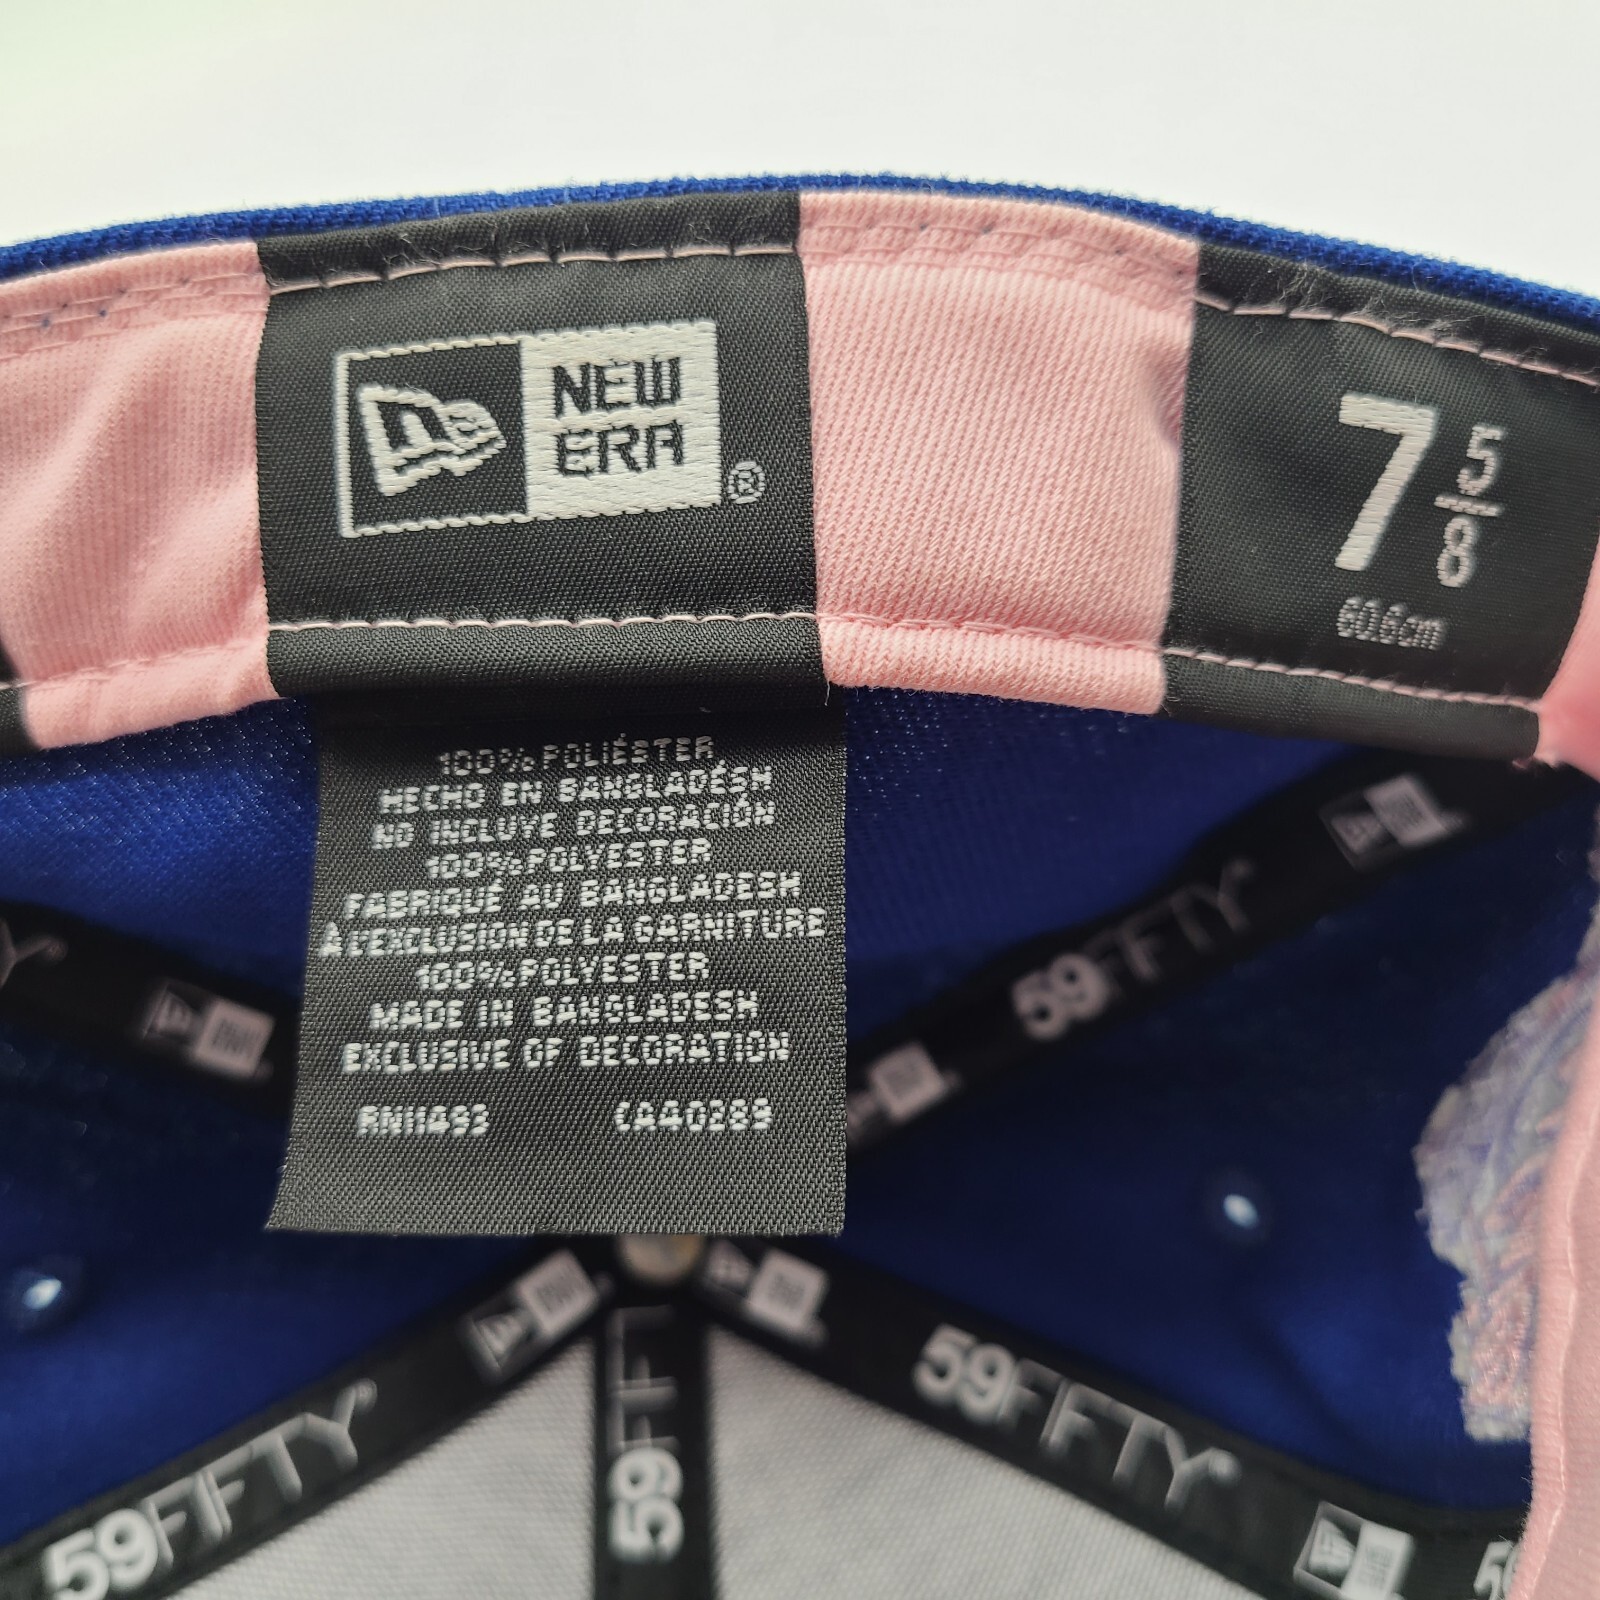 NEW
ERA
®
7 5/8
60.6cm
100% POLIÉSTER
HECHO EN BANGLADÉSH
NO INCLUYE DECORACIÓN
100% POLYESTER
FABRIQUÉ AU BANGLADESH
À L'EXCLUSION DE LA GARNITURE
100% POLYESTER
MADE IN BANGLADESH
EXCLUSIVE OF DECORATION
RN11493 CA40289
59FIFTY
59FIFTY®
59FIFTY
59FIFTY®